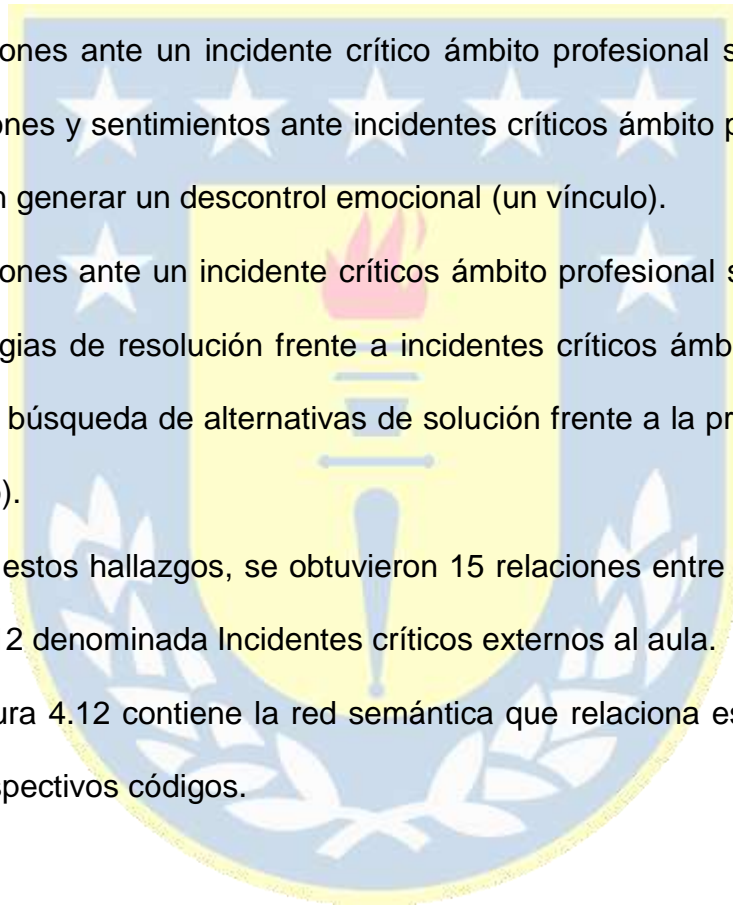 ones ante un incidente crítico ámbito profesional s
ones y sentimientos ante incidentes críticos ámbito p
n generar un descontrol emocional (un vínculo).
ones ante un incidente críticos ámbito profesional s
gias de resolución frente a incidentes críticos ámb
búsqueda de alternativas de solución frente a la pr
).
estos hallazgos, se obtuvieron 15 relaciones entre
2 denominada Incidentes críticos externos al aula.
ura 4.12 contiene la red semántica que relaciona es
spectivos códigos.